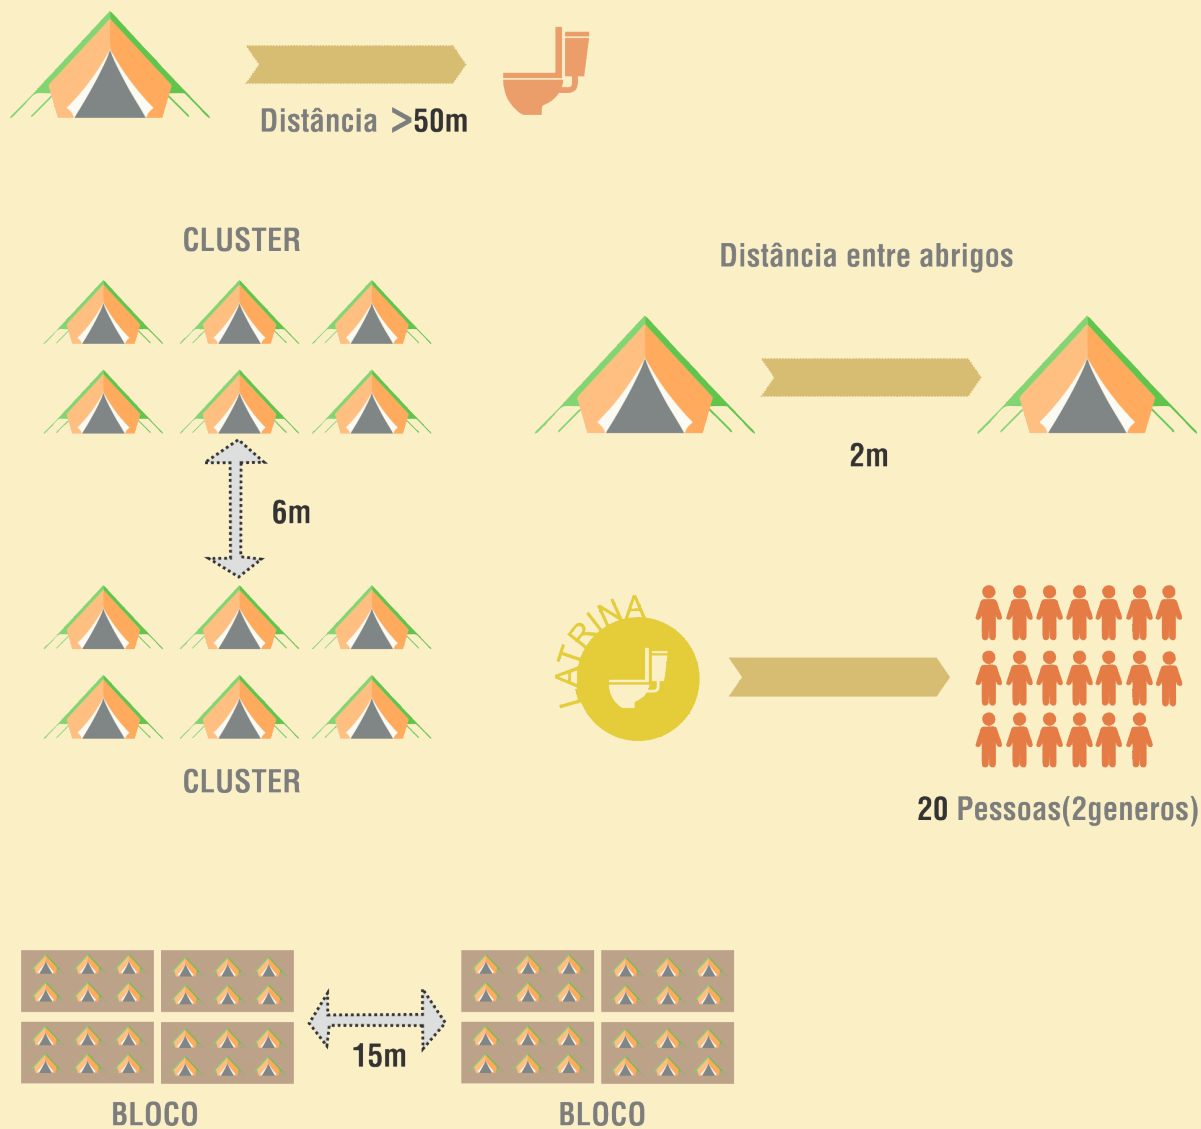 Distância >50m
CLUSTER
Distância entre abrigos
2m
6m
LATRINA
CLUSTER
20 Pessoas(2generos)
15m
BLOCO
BLOCO